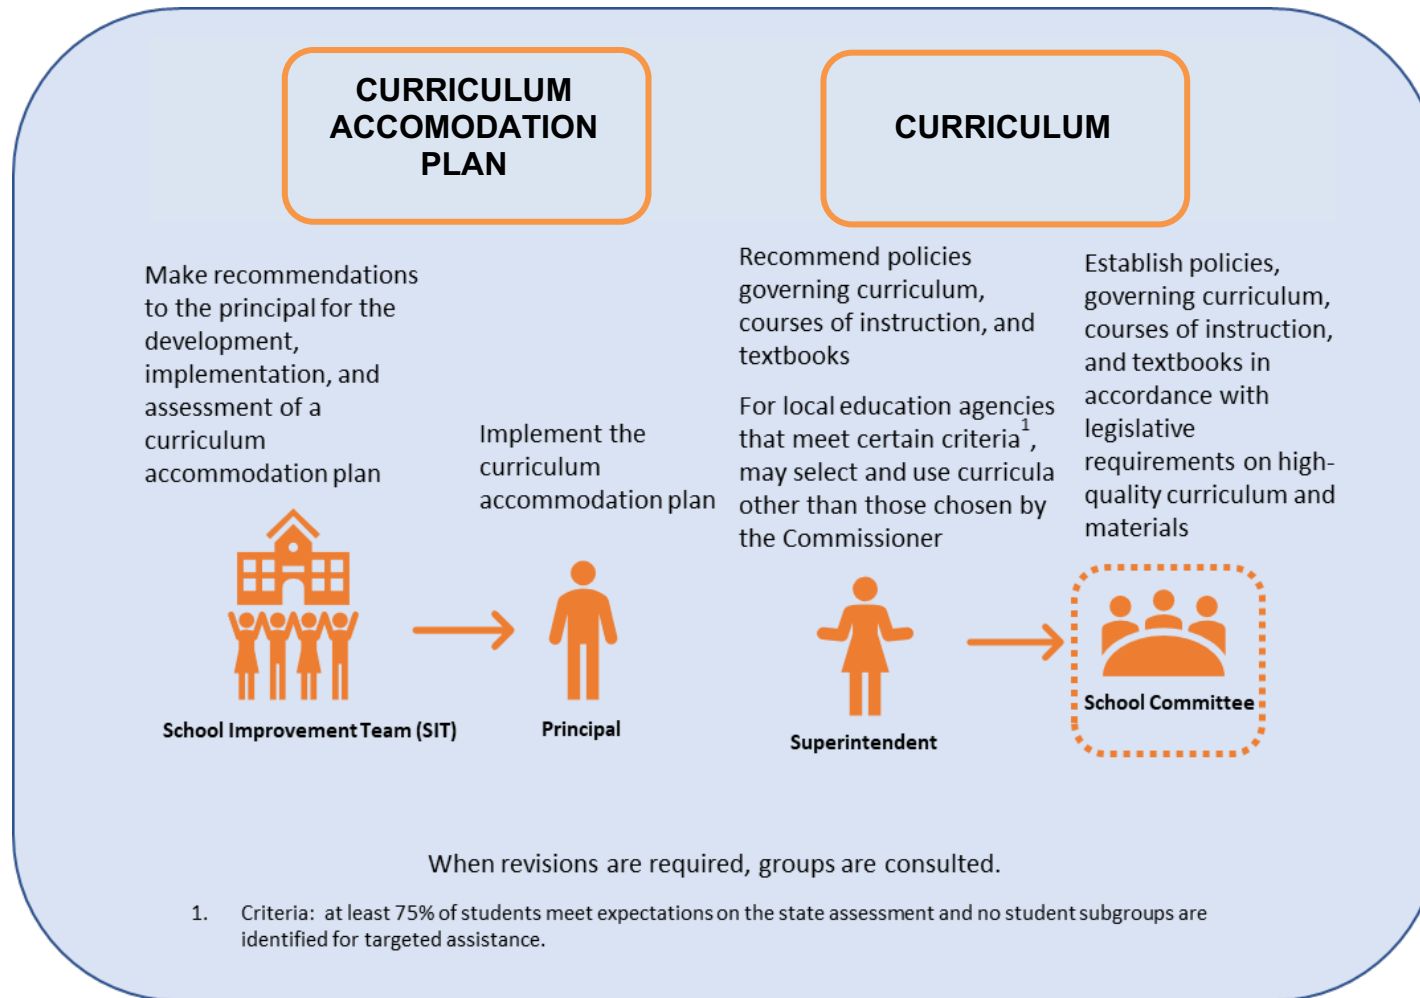 CURRICULUM
ACCOMODATION
PLAN
CURRICULUM
Make recommendations
to the principal for the
development,
implementation, and
assessment of a
curriculum
accommodation plan
Implement the
curriculum
accommodation plan
Recommend policies
governing curriculum,
courses of instruction, and
textbooks
For local education agencies
that meet certain criteria1,
may select and use curricula
other than those chosen by
the Commissioner
Establish policies,
governing curriculum,
courses of instruction,
and textbooks in
accordance with
legislative
requirements on high-
quality curriculum and
materials
School Improvement Team (SIT)
Principal
Superintendent
School Committee
When revisions are required, groups are consulted.
1. Criteria: at least 75% of students meet expectations on the state assessment and no student subgroups are
identified for targeted assistance.